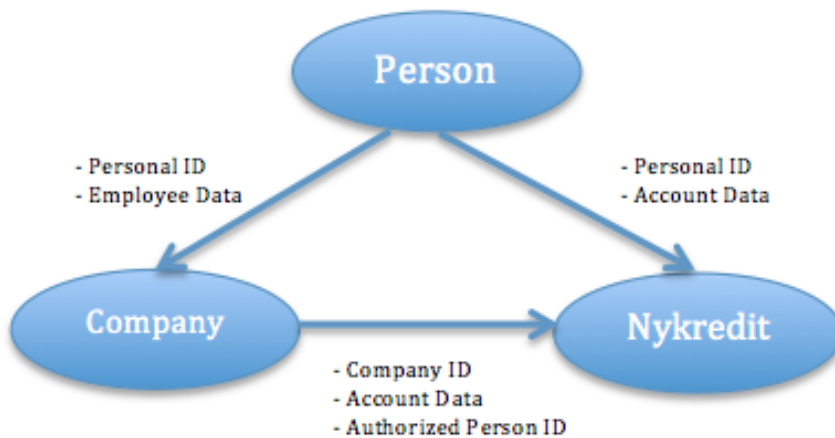 Person
- Personal ID
- Employee Data
- Personal ID
- Account Data
Company
Nykredit
- Company ID
- Account Data
- Authorized Person ID